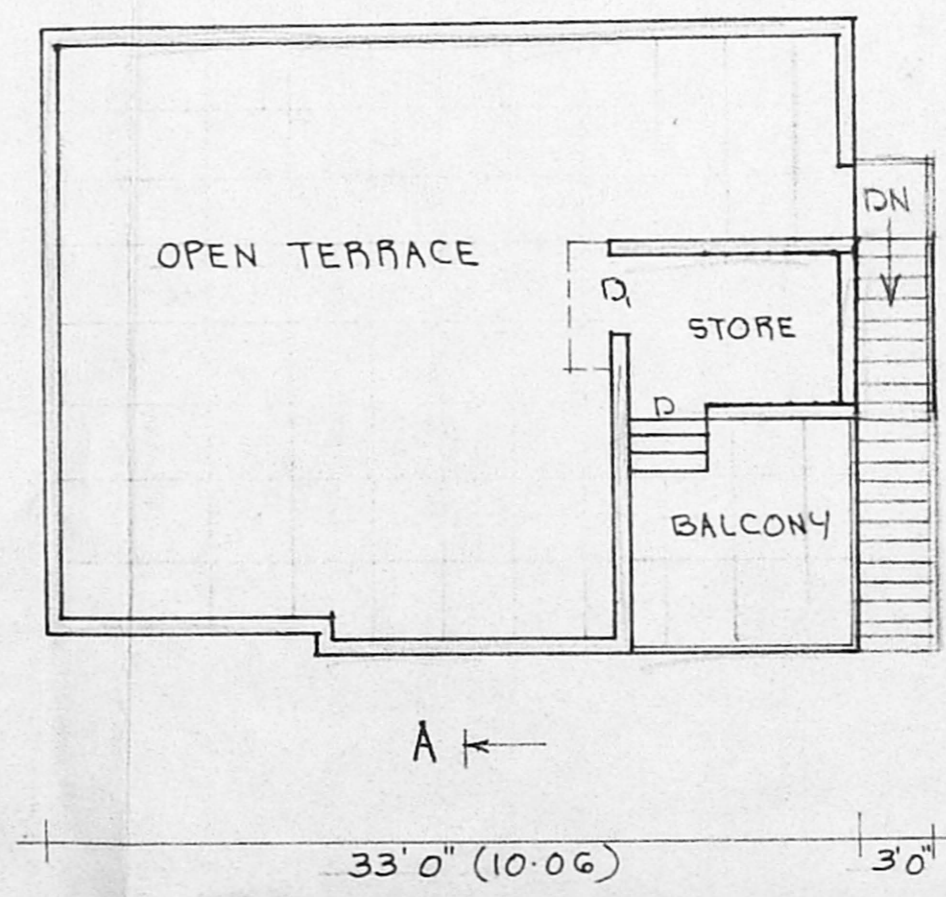 DN
OPEN TERRACE
D1
STORE
D
BALCONY
A
33'0" (10.06)
3'0"